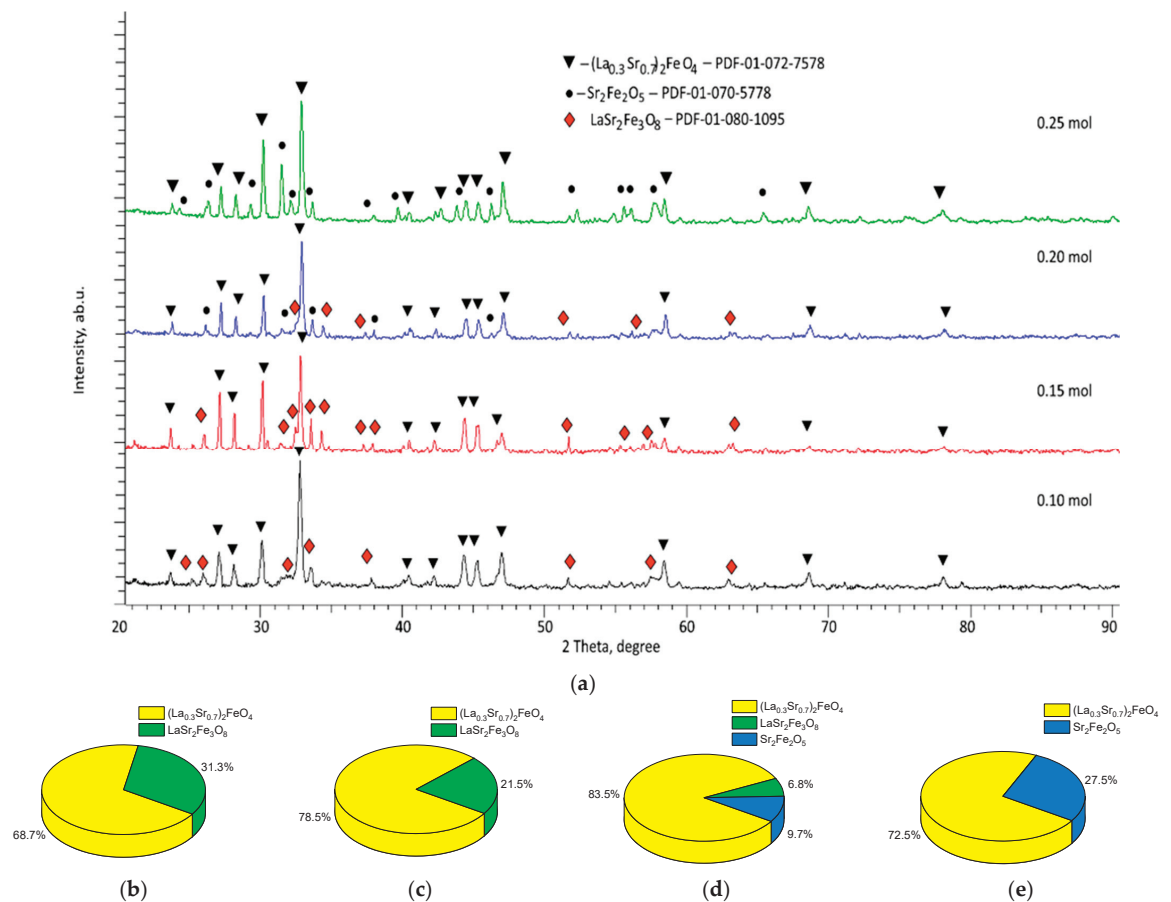 ▼ – (La0.3Sr0.7)2FeO4 – PDF-01-072-7578
● – Sr2Fe2O5 – PDF-01-070-5778
♦ LaSr2Fe3O8 – PDF-01-080-1095
0.25 mol
0.20 mol
0.15 mol
0.10 mol
Intensity, ab.u.
20 30 40 50 60 70 80 90
2 Theta, degree
(a)
(La0.3Sr0.7)2FeO4
LaSr2Fe3O8
31.3%
68.7%
(b)
(La0.3Sr0.7)2FeO4
LaSr2Fe3O8
21.5%
78.5%
(c)
(La0.3Sr0.7)2FeO4
LaSr2Fe3O8
Sr2Fe2O5
6.8%
83.5%
9.7%
(d)
(La0.3Sr0.7)2FeO4
Sr2Fe2O5
27.5%
72.5%
(e)